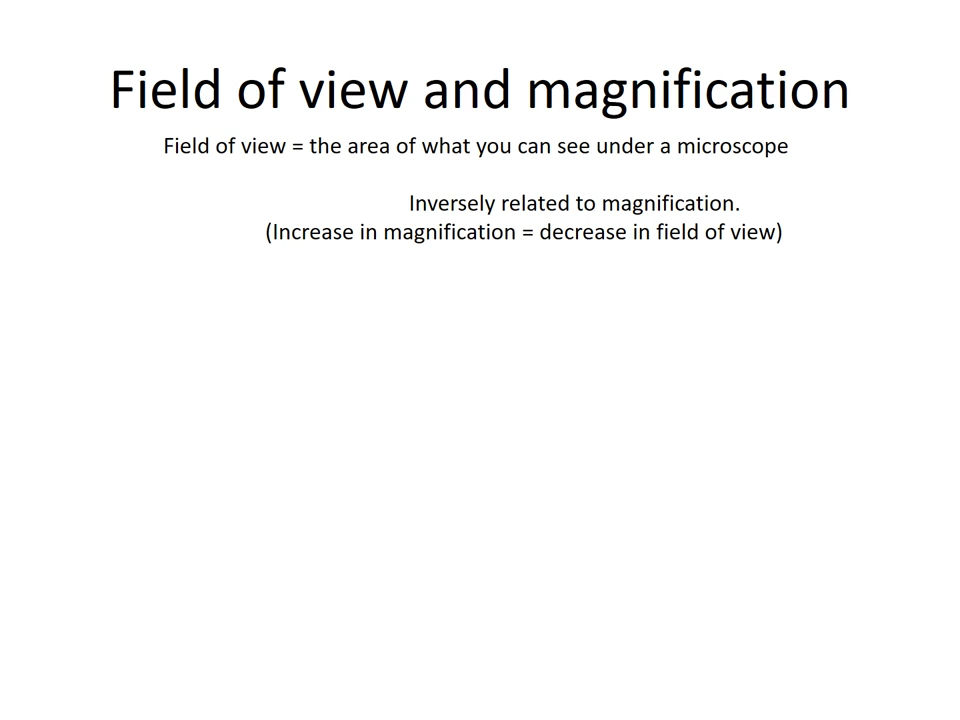 Field of view and magnification
Field of view = the area of what you can see under a microscope
Inversely related to magnification.
(Increase in magnification = decrease in field of view)